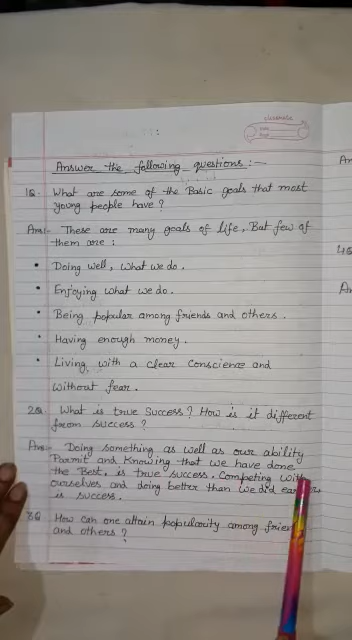 Answer the following questions :-
1Q. What are some of the Basic goals that most
young people have ?
Ans:- These are many goals of life, But few of
them are :
• Doing well, what we do.
• Enjoying what we do.
• Being popular among friends and others.
• Having enough money.
• Living with a clear conscience and
without fear.
2Q. What is true Success? How is it different
from success ?
Ans:- Doing something as well as our ability
Parmit and knowing that we have done
the Best, is true success. Competing with
ourselves and doing better than we did
is success.
3Q How can one attain popularity among
and others ?
An
4Q
An